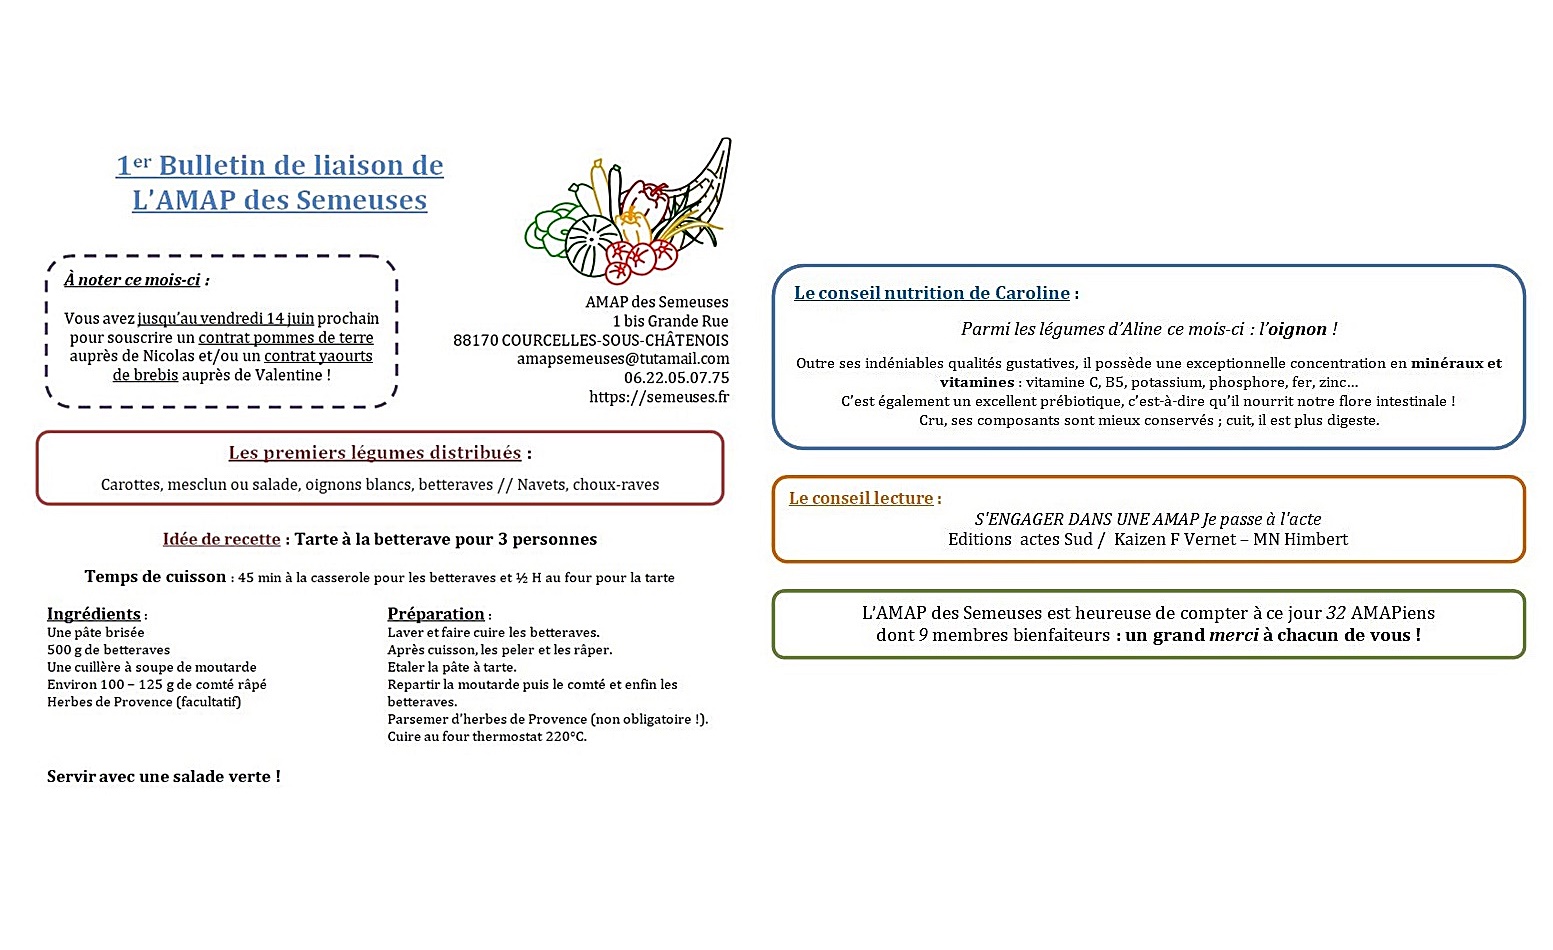 1er Bulletin de liaison de
L'AMAP des Semeuses
À noter ce mois-ci :
Vous avez jusqu'au vendredi 14 juin prochain
pour souscrire un contrat pommes de terre
auprès de Nicolas et/ou un contrat yaourts
de brebis auprès de Valentine !
AMAP des Semeuses
1 bis Grande Rue
88170 COURCELLES-SOUS-CHÂTENOIS
amapsemeuses@tutamail.com
06.22.05.07.75
https://semeuses.fr
Les premiers légumes distribués :
Carottes, mesclun ou salade, oignons blancs, betteraves // Navets, choux-raves
Idée de recette : Tarte à la betterave pour 3 personnes
Temps de cuisson : 45 min à la casserole pour les betteraves et ½ H au four pour la tarte
Ingrédients :
Une pâte brisée
500 g de betteraves
Une cuillère à soupe de moutarde
Environ 100 – 125 g de comté râpé
Herbes de Provence (facultatif)
Préparation :
Laver et faire cuire les betteraves.
Après cuisson, les peler et les râper.
Etaler la pâte à tarte.
Repartir la moutarde puis le comté et enfin les
betteraves.
Parsemer d'herbes de Provence (non obligatoire !).
Cuire au four thermostat 220°C.
Servir avec une salade verte !
Le conseil nutrition de Caroline :
Parmi les légumes d'Aline ce mois-ci : l'oignon !
Outre ses indéniables qualités gustatives, il possède une exceptionnelle concentration en minéraux et
vitamines : vitamine C, B5, potassium, phosphore, fer, zinc…
C'est également un excellent prébiotique, c'est-à-dire qu'il nourrit notre flore intestinale !
Cru, ses composants sont mieux conservés ; cuit, il est plus digeste.
Le conseil lecture :
S'ENGAGER DANS UNE AMAP Je passe à l'acte
Editions actes Sud / Kaizen F Vernet – MN Himbert
L'AMAP des Semeuses est heureuse de compter à ce jour 32 AMAPiens
dont 9 membres bienfaiteurs : un grand merci à chacun de vous !